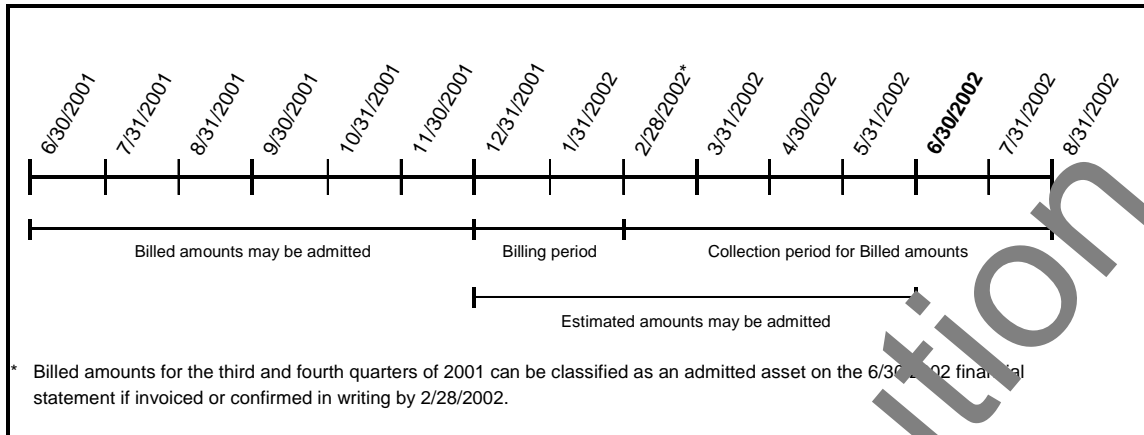 6/30/2001
7/31/2001
8/31/2001
9/30/2001
10/31/2001
11/30/2001
12/31/2001
1/31/2002
2/28/2002*
3/31/2002
4/30/2002
5/31/2002
6/30/2002
7/31/2002
8/31/2002
Billed amounts may be admitted
Billing period
Collection period for Billed amounts
Estimated amounts may be admitted
* Billed amounts for the third and fourth quarters of 2001 can be classified as an admitted asset on the
statement if invoiced or confirmed in writing by 2/28/2002.
ution